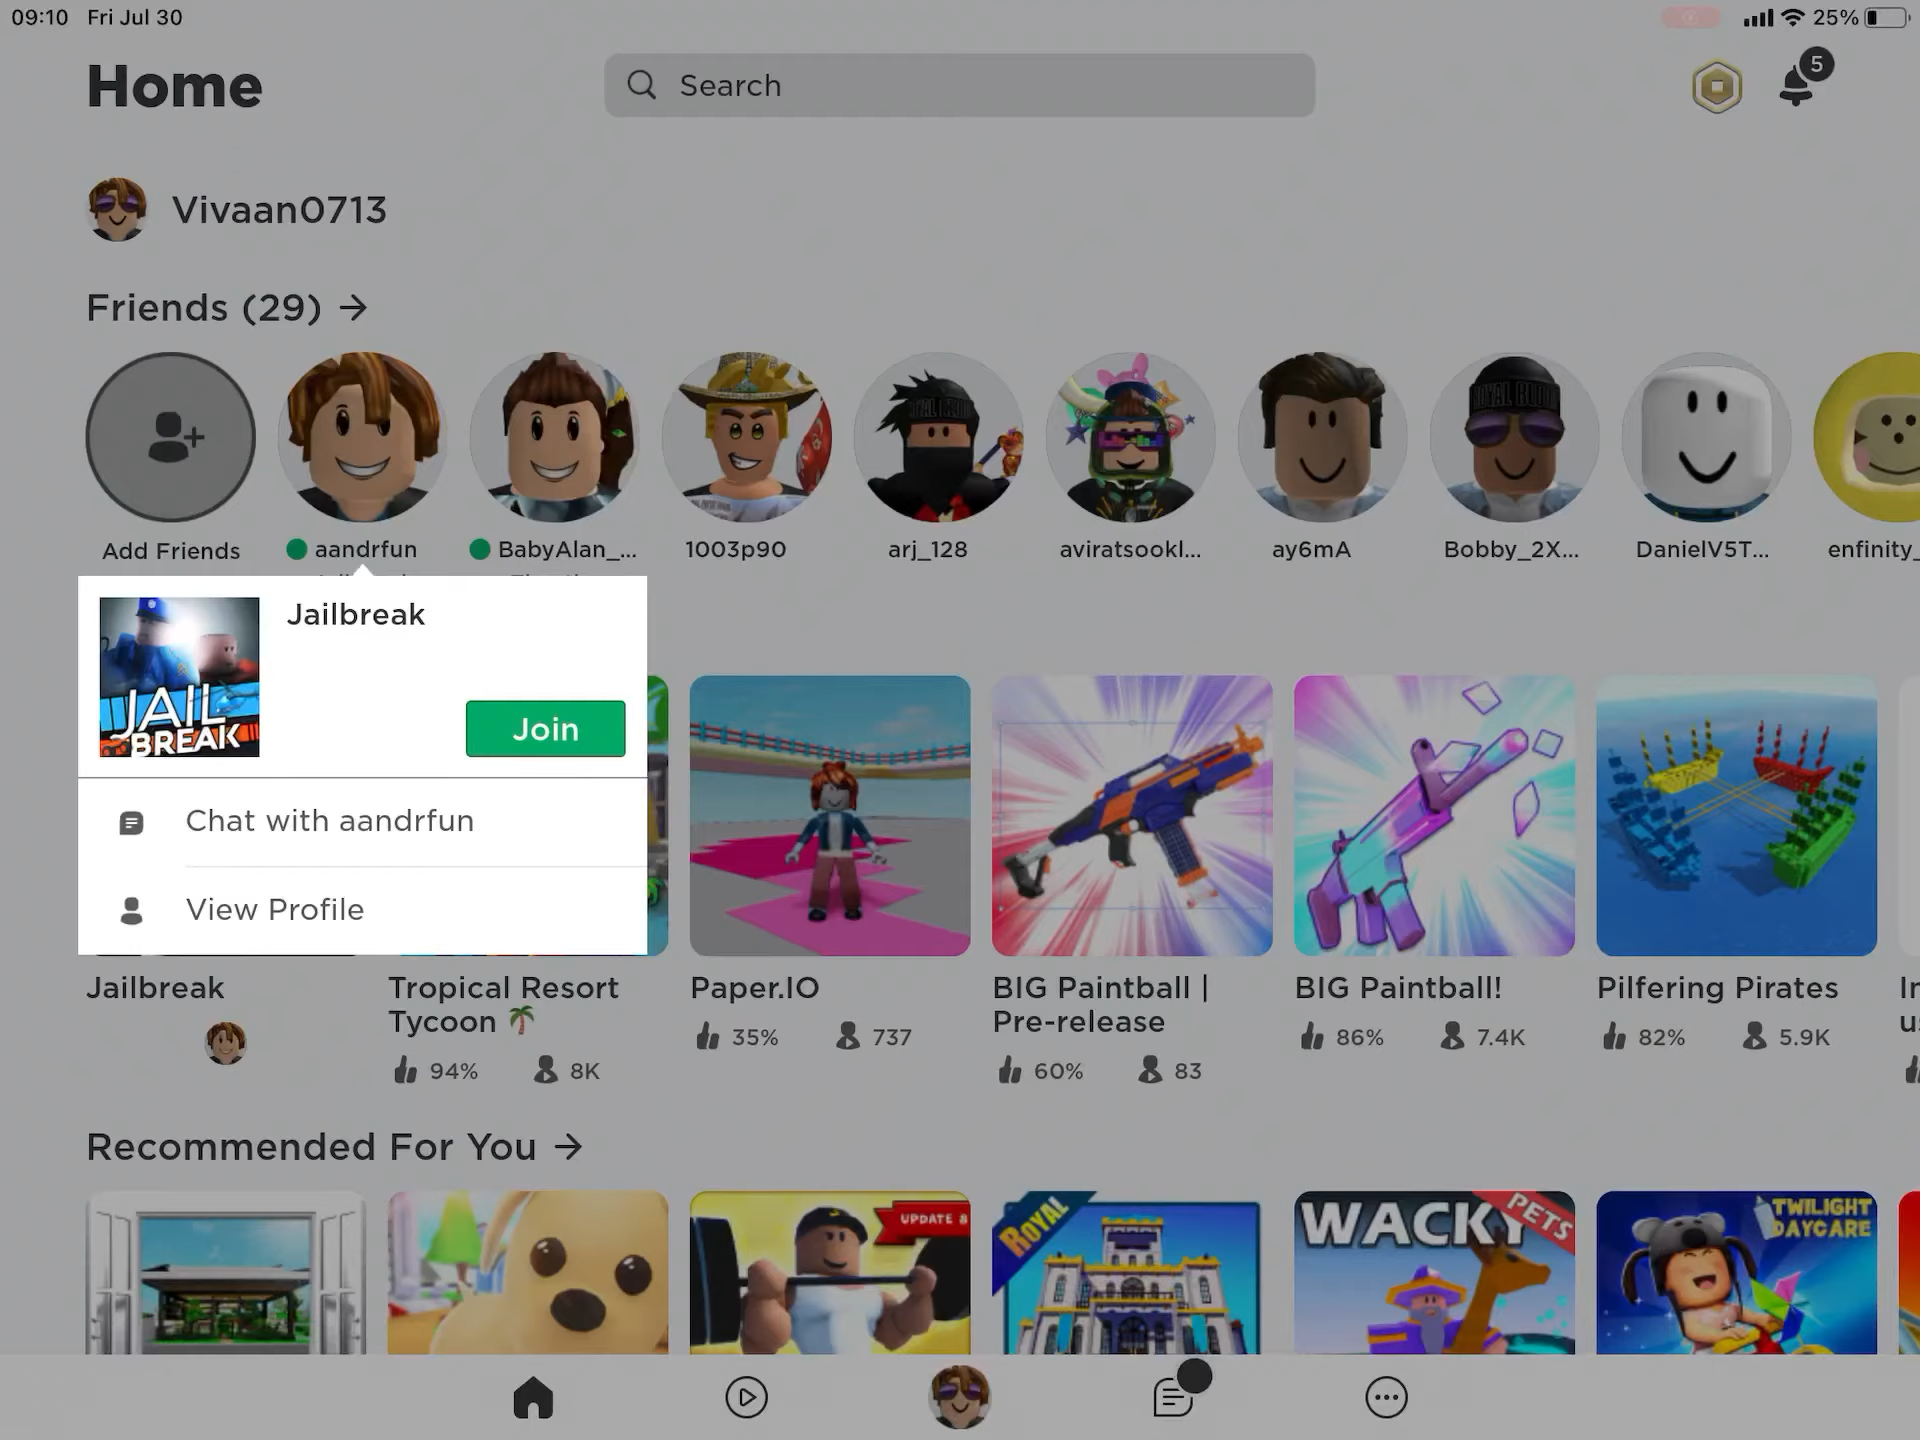 09:10 Fri Jul 30
25%
Home
Search
5
Vivaan0713
Friends (29) →
Add Friends
aandrfun
BabyAlan_...
1003p90
arj_128
aviratsookl...
ay6mA
Bobby_2X...
DanielV5T...
enfinity_
Jailbreak
JAIL
BREAK
Join
Chat with aandrfun
View Profile
Jailbreak
Tropical Resort
Tycoon 🌴
94% 8K
Paper.IO
35% 737
BIG Paintball |
Pre-release
60% 83
BIG Paintball!
86% 7.4K
Pilfering Pirates
82% 5.9K
Recommended For You →
UPDATE 8
ROYAL
WACKY
PETS
TWILIGHT
DAYCARE